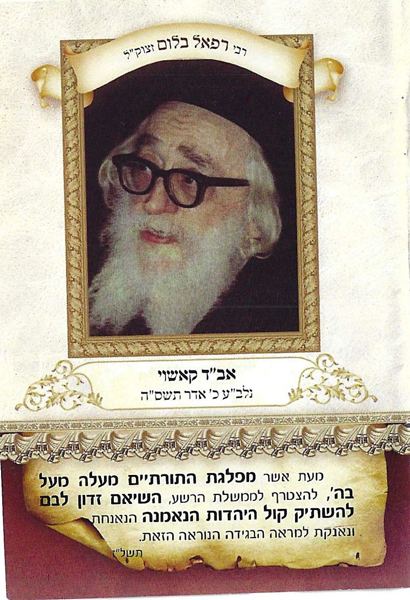 רבי רפאל בלום זצוק"ל
אב"ד קאשוי
נלב"ע כ' אדר תשס"ה
מעת אשר מפלגת התורתיים מעלה מעל
בה', להצטרף לממשלת הרשע, השיאם זדון לבם
להשתיק קול היהדות הנאמנה הנאנחת
ונאנקת למראה הבגידה הנוראה הזאת.
תשל"ז